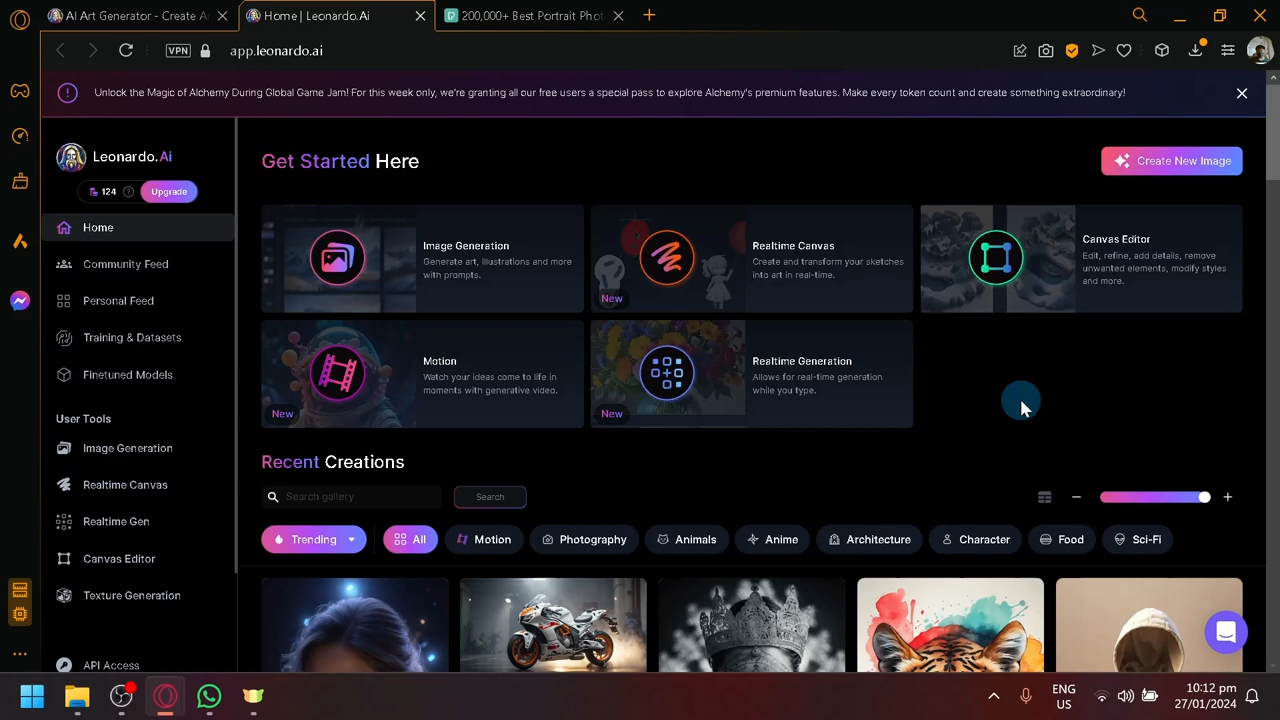 AI Art Generator - Create A
Home | Leonardo.Ai
200,000+ Best Portrait Phot
VPN
app.leonardo.ai
Unlock the Magic of Alchemy During Global Game Jam! For this week only, we're granting all our free users a special pass to explore Alchemy's premium features. Make every token count and create something extraordinary!
Leonardo.Ai
124
Upgrade
Home
Community Feed
Personal Feed
Training & Datasets
Finetuned Models
User Tools
Image Generation
Realtime Canvas
Realtime Gen
Canvas Editor
Texture Generation
API Access
Get Started Here
Create New Image
Image Generation
Generate art, illustrations and more
with prompts.
Realtime Canvas
Create and transform your sketches
into art in real-time.
New
Canvas Editor
Edit, refine, add details, remove
unwanted elements, modify styles
and more.
Motion
Watch your ideas come to life in
moments with generative video.
New
Realtime Generation
Allows for real-time generation
while you type.
New
Recent Creations
Search gallery
Search
Trending
All
Motion
Photography
Animals
Anime
Architecture
Character
Food
Sci-Fi
ENG
US
10:12 pm
27/01/2024